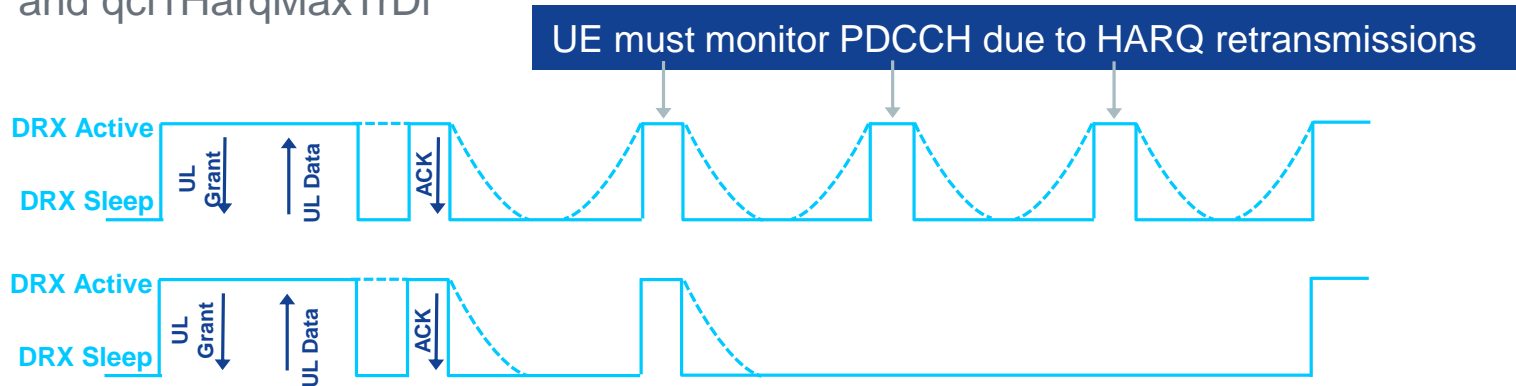 UE must monitor PDCCH due to HARQ retransmissions
DRX Active
UL
Grant
UL Data
ACK
DRX Sleep
DRX Active
UL
Grant
UL Data
ACK
DRX Sleep